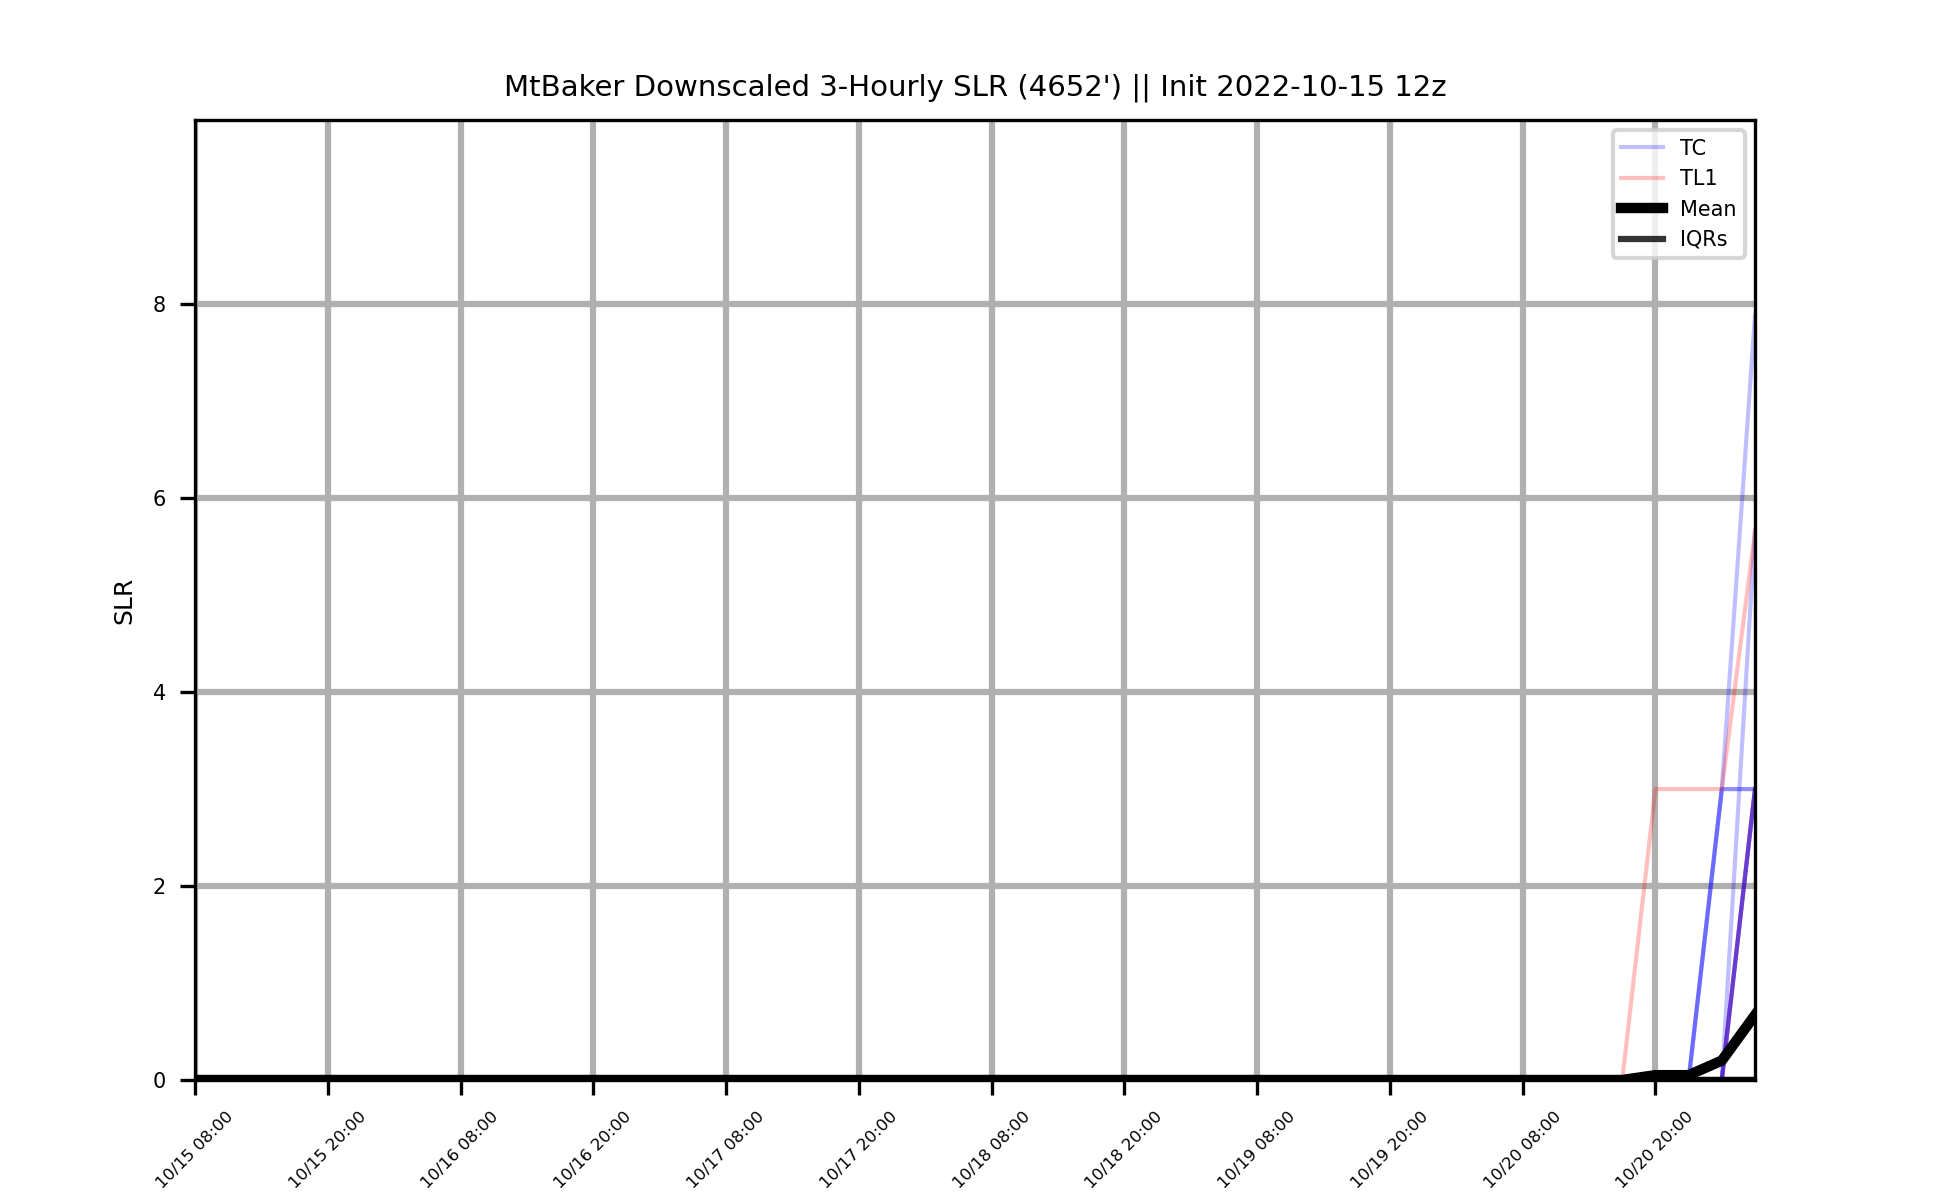 MtBaker Downscaled 3-Hourly SLR (4652') || Init 2022-10-15 12z
TC
TL1
Mean
IQRs
SLR
8
6
4
2
0
10/15 08:00
10/15 20:00
10/16 08:00
10/16 20:00
10/17 08:00
10/17 20:00
10/18 08:00
10/18 20:00
10/19 08:00
10/19 20:00
10/20 08:00
10/20 20:00